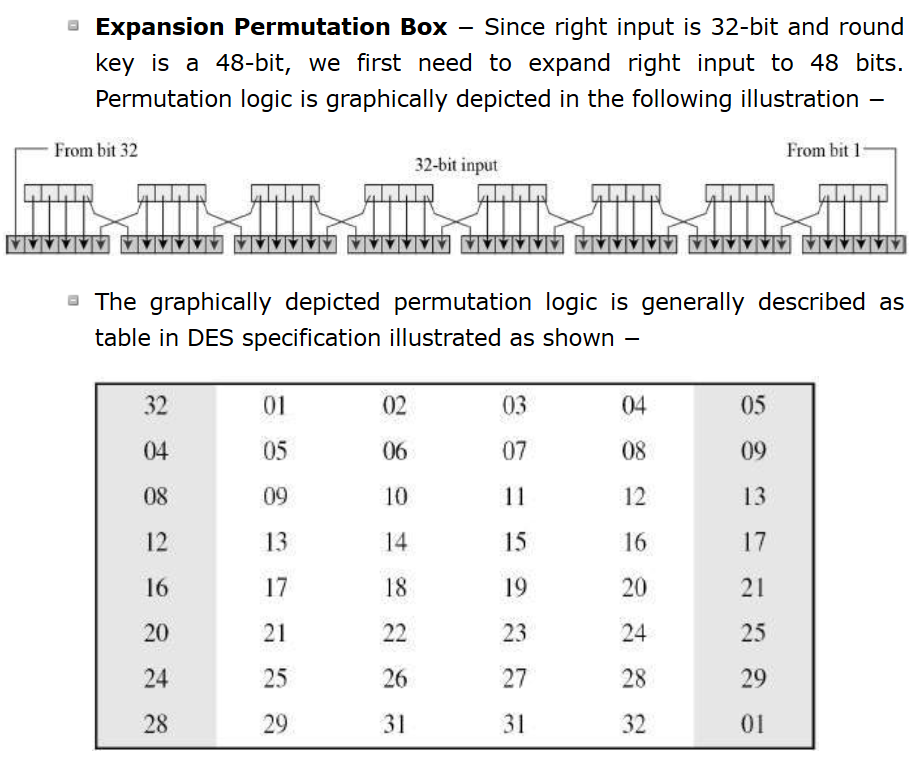 Expansion Permutation Box − Since right input is 32-bit and round
key is a 48-bit, we first need to expand right input to 48 bits.
Permutation logic is graphically depicted in the following illustration −
From bit 32
32-bit input
From bit 1
The graphically depicted permutation logic is generally described as
table in DES specification illustrated as shown −
32 01 02 03 04 05
04 05 06 07 08 09
08 09 10 11 12 13
12 13 14 15 16 17
16 17 18 19 20 21
20 21 22 23 24 25
24 25 26 27 28 29
28 29 31 31 32 01